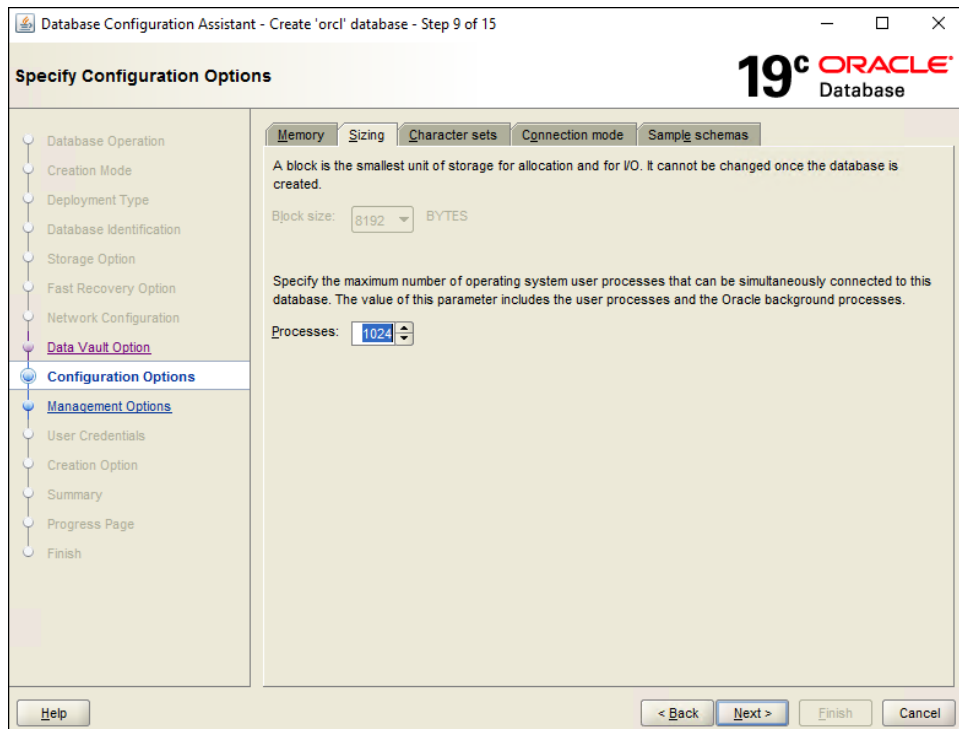 Database Configuration Assistant - Create 'orcl' database - Step 9 of 15
Specify Configuration Options
19c ORACLE
Database
Database Operation
Creation Mode
Deployment Type
Database Identification
Storage Option
Fast Recovery Option
Network Configuration
Data Vault Option
Configuration Options
Management Options
User Credentials
Creation Option
Summary
Progress Page
Finish
Memory Sizing Character sets Connection mode Sample schemas
A block is the smallest unit of storage for allocation and for I/O. It cannot be changed once the database is
created.
Block size: 8192 BYTES
Specify the maximum number of operating system user processes that can be simultaneously connected to this
database. The value of this parameter includes the user processes and the Oracle background processes.
Processes: 1024
Help < Back Next > Finish Cancel